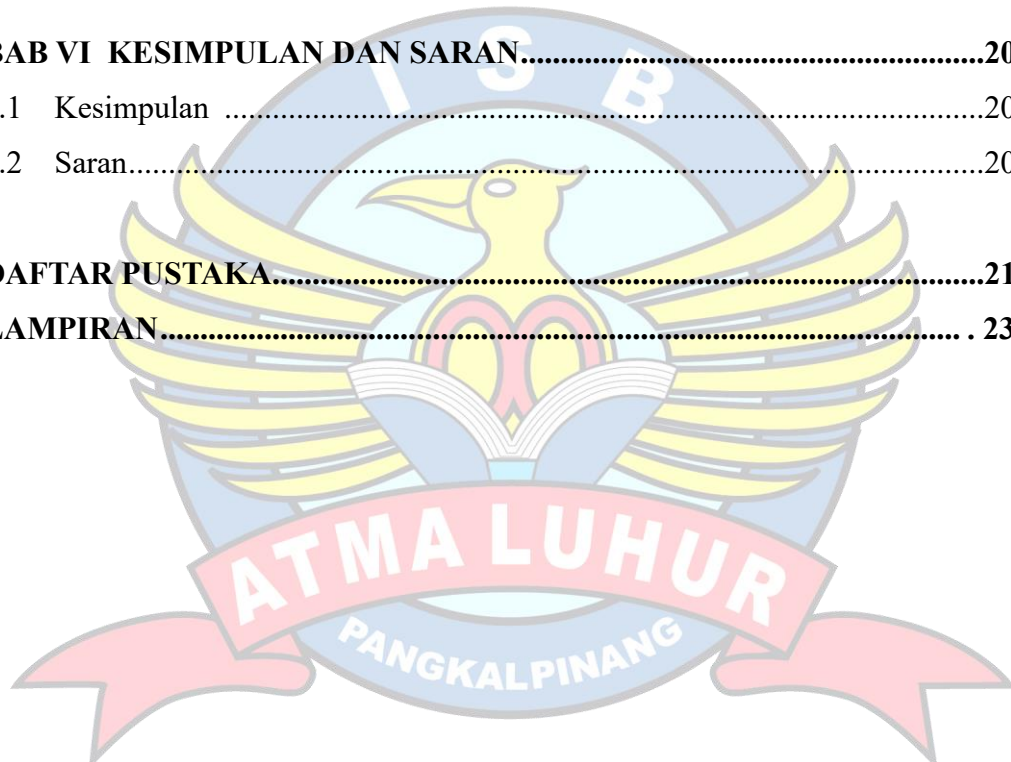 BAB VI KESIMPULAN DAN SARAN..........................................................20
.1 Kesimpulan ...............................................................................................20
.2 Saran...........................................................................................................20
DAFTAR PUSTAKA.........................................................................................21
LAMPIRAN.................................................................................................... . 23
I S B
ATMA LUHUR
PANGKALPINANG